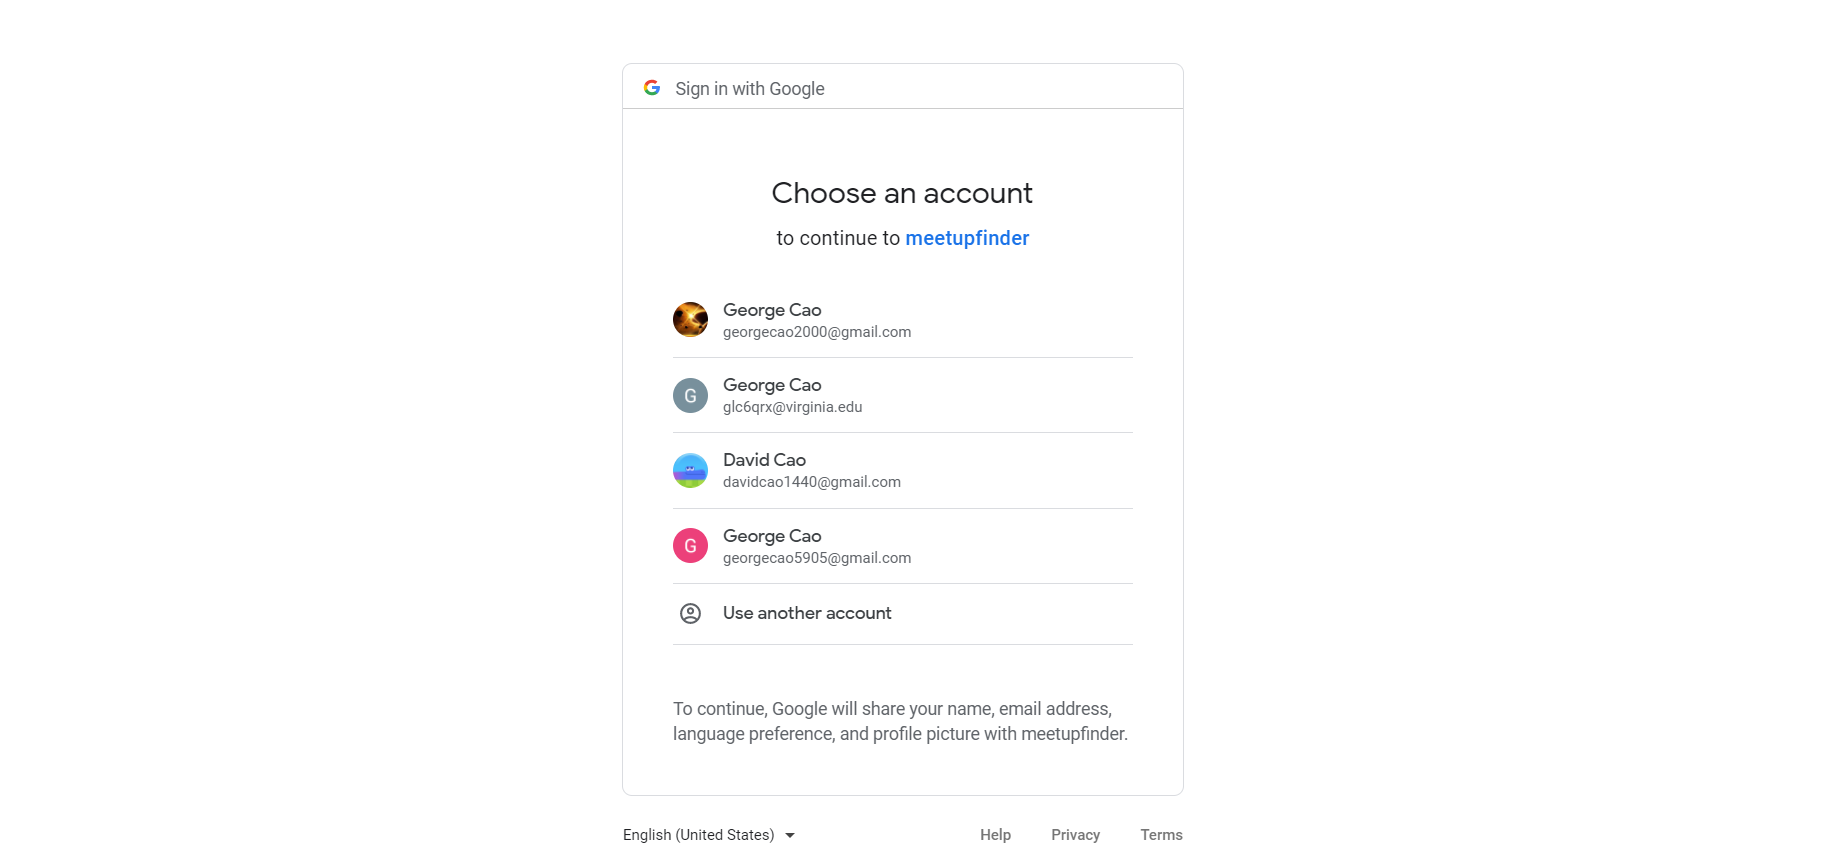 Sign in with Google
Choose an account
to continue to meetupfinder
George Cao
georgecao2000@gmail.com
G
George Cao
glc6qrx@virginia.edu
David Cao
davidcao1440@gmail.com
G
George Cao
georgecao5905@gmail.com
Use another account
To continue, Google will share your name, email address,
language preference, and profile picture with meetupfinder.
English (United States)
Help
Privacy
Terms